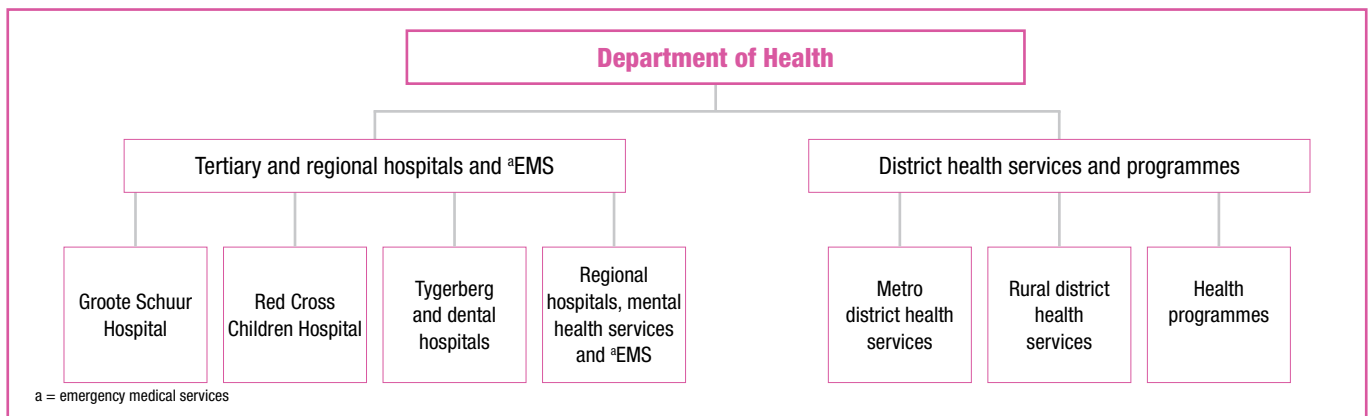 Department of Health
Tertiary and regional hospitals and ᵃEMS
District health services and programmes
Groote Schuur
Hospital
Red Cross
Children Hospital
Tygerberg
and dental
hospitals
Regional
hospitals, mental
health services
and ᵃEMS
Metro
district health
services
Rural district
health
services
Health
programmes
a = emergency medical services